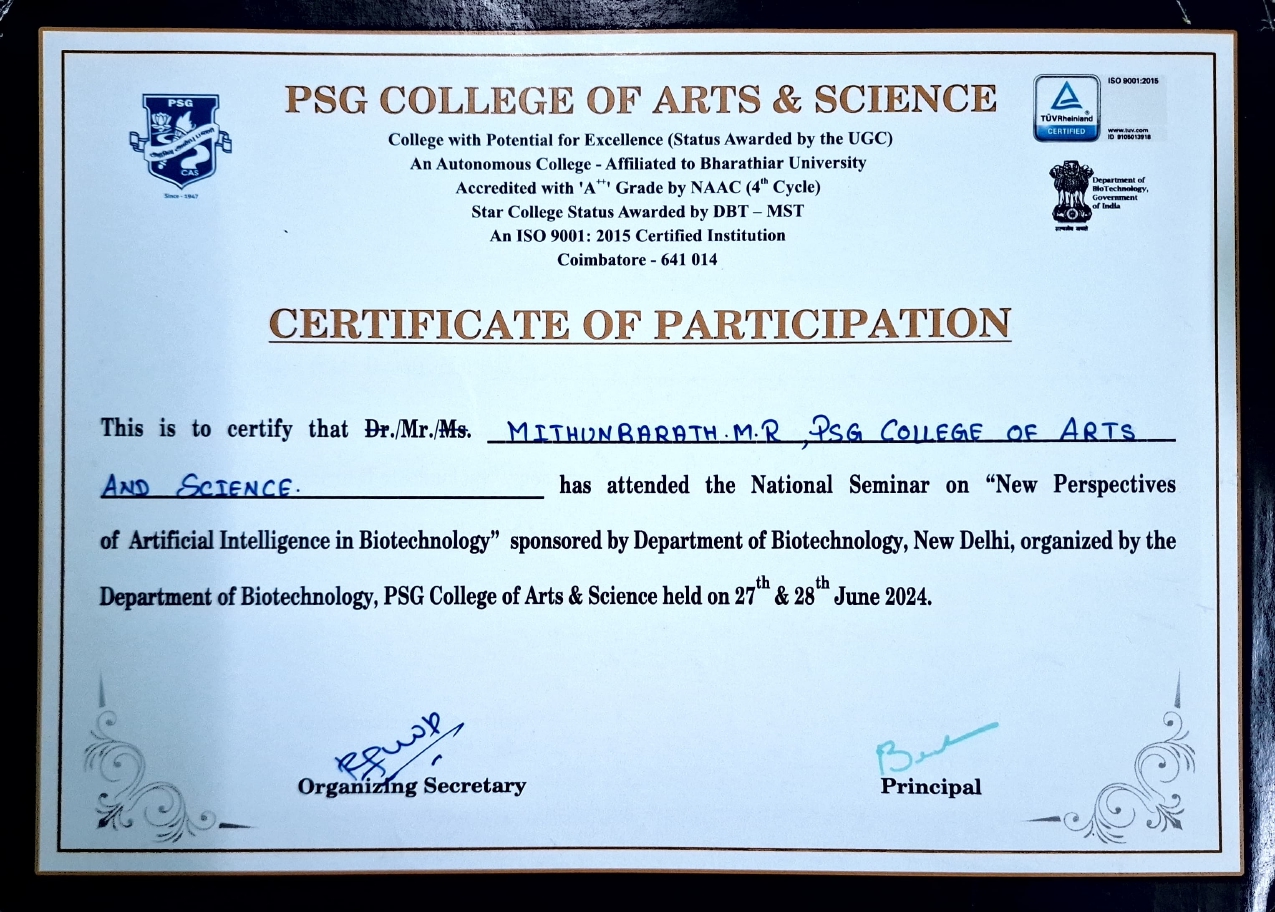 PSG COLLEGE OF ARTS & SCIENCE
College with Potential for Excellence (Status Awarded by the UGC)
An Autonomous College - Affiliated to Bharathiar University
Accredited with 'A++' Grade by NAAC (4th Cycle)
Star College Status Awarded by DBT – MST
An ISO 9001: 2015 Certified Institution
Coimbatore - 641 014
PSG
CAS
Since - 1947
ISO 9001:2015
TÜVRheinland
CERTIFIED
www.tuv.com
ID 9105013918
Department of
BioTechnology,
Government
of India
सत्यमेव जयते
CERTIFICATE OF PARTICIPATION
This is to certify that Dr./Mr./Ms. MITHUNBARATH.M.R, PSG COLLEGE OF ARTS
AND SCIENCE. has attended the National Seminar on “New Perspectives
of Artificial Intelligence in Biotechnology” sponsored by Department of Biotechnology, New Delhi, organized by the
Department of Biotechnology, PSG College of Arts & Science held on 27th & 28th June 2024.
Organizing Secretary
Principal